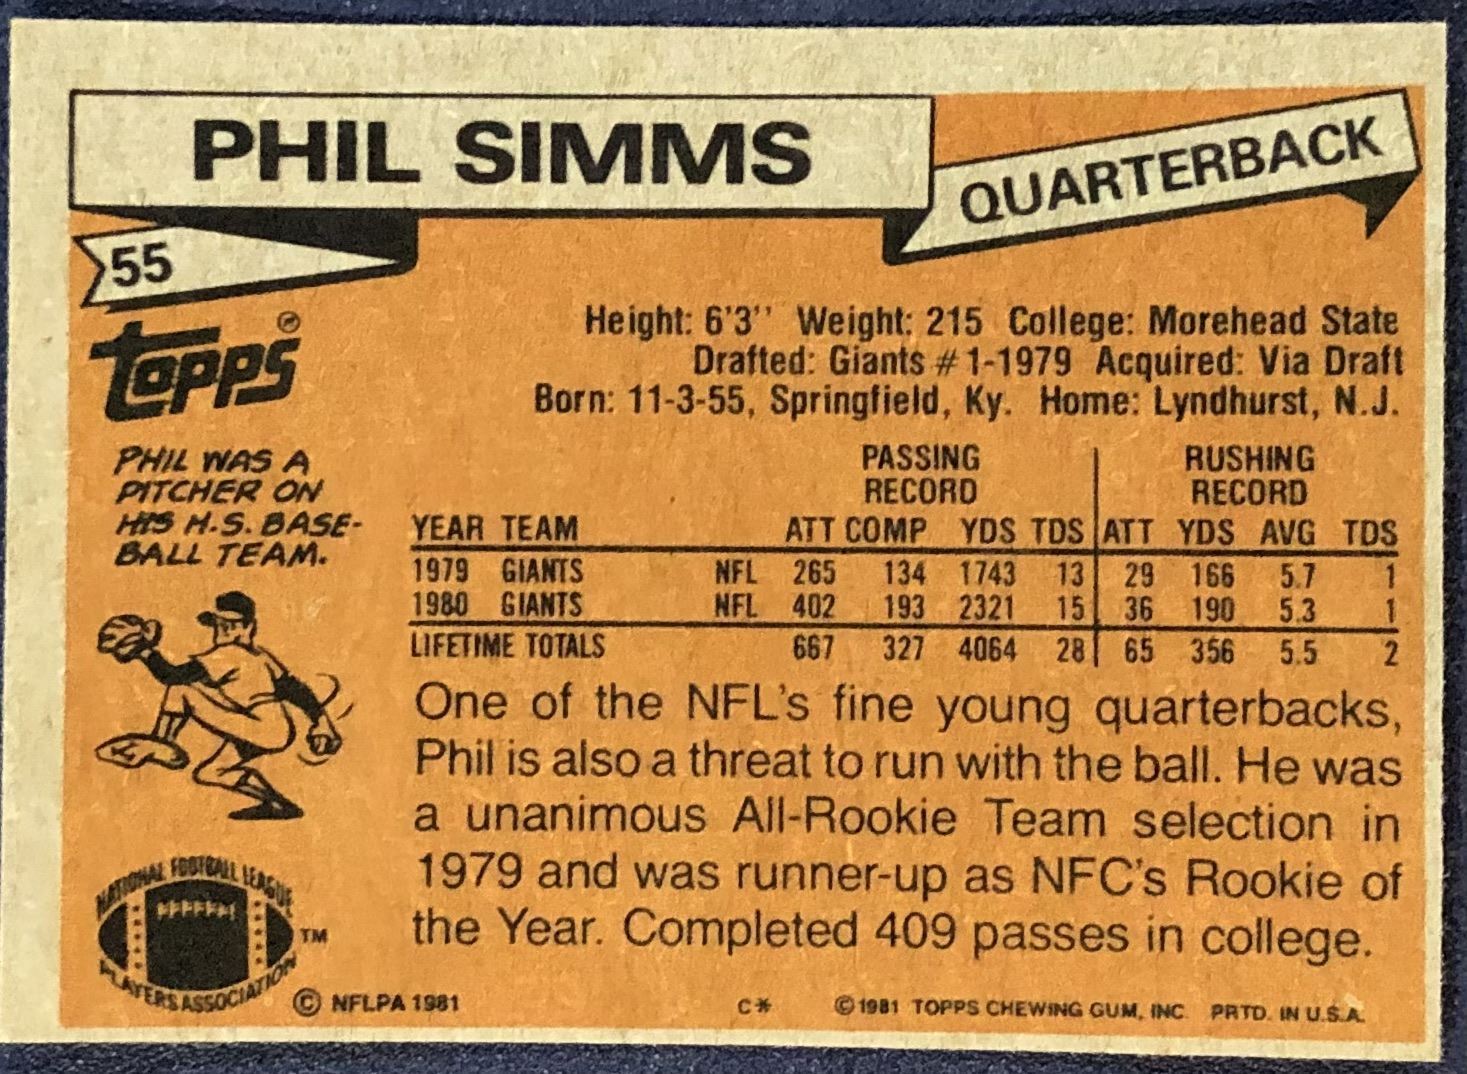 PHIL SIMMS
QUARTERBACK
55
Topps ®
Height: 6'3'' Weight: 215 College: Morehead State
Drafted: Giants #1-1979 Acquired: Via Draft
Born: 11-3-55, Springfield, Ky. Home: Lyndhurst, N.J.
PHIL WAS A
PITCHER ON
HIS H.S. BASE-
BALL TEAM.
PASSING RUSHING
RECORD RECORD
YEAR TEAM ATT COMP YDS TDS ATT YDS AVG TDS
1979 GIANTS NFL 265 134 1743 13 29 166 5.7 1
1980 GIANTS NFL 402 193 2321 15 36 190 5.3 1
LIFETIME TOTALS 667 327 4064 28 65 356 5.5 2
One of the NFL's fine young quarterbacks,
Phil is also a threat to run with the ball. He was
a unanimous All-Rookie Team selection in
1979 and was runner-up as NFC's Rookie of
the Year. Completed 409 passes in college.
NATIONAL FOOTBALL LEAGUE
PLAYERS ASSOCIATION
TM
© NFLPA 1981 C* ©1981 TOPPS CHEWING GUM, INC. PRTD. IN U.S.A.